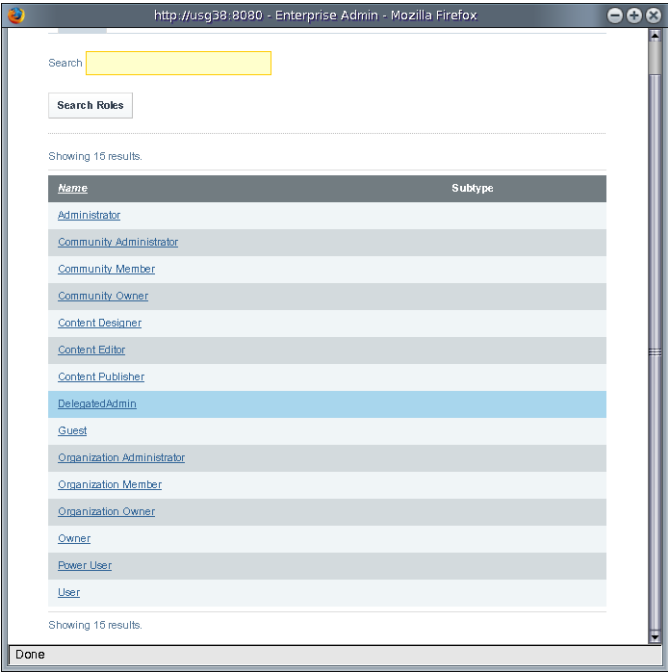 http://usg38:8080 - Enterprise Admin - Mozilla Firefox
Search
Search Roles
Showing 15 results.
Name Subtype
Administrator
Community Administrator
Community Member
Community Owner
Content Designer
Content Editor
Content Publisher
DelegatedAdmin
Guest
Organization Administrator
Organization Member
Organization Owner
Owner
Power User
User
Showing 15 results.
Done